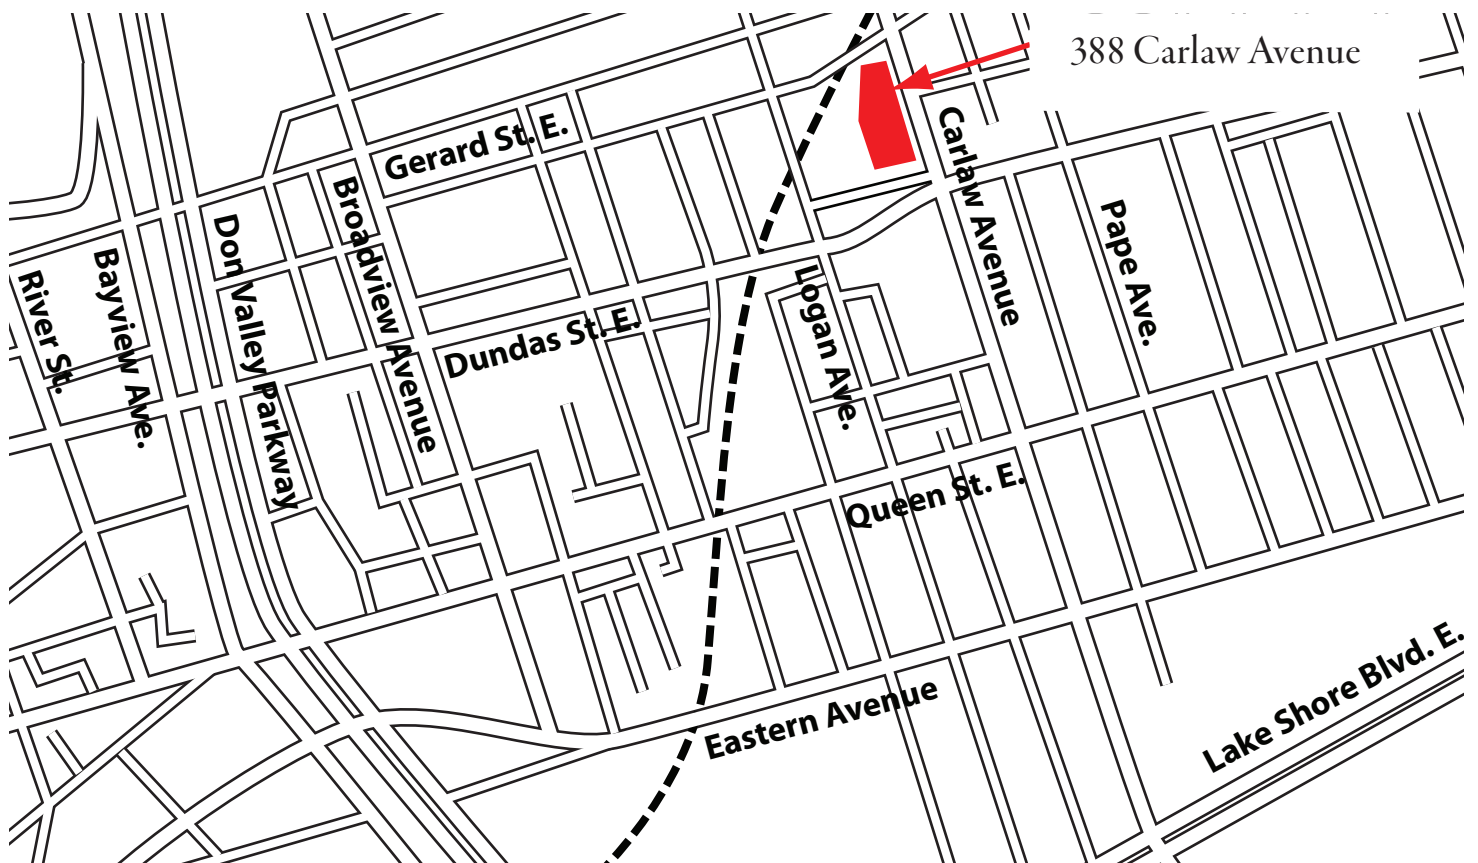 388 Carlaw Avenue
Gerard St. E.
Carlaw Avenue
Broadview Avenue
Don Valley Parkway
Bayview Ave.
River St.
Pape Ave.
Logan Ave.
Dundas St. E.
Queen St. E.
Eastern Avenue
Lake Shore Blvd. E.